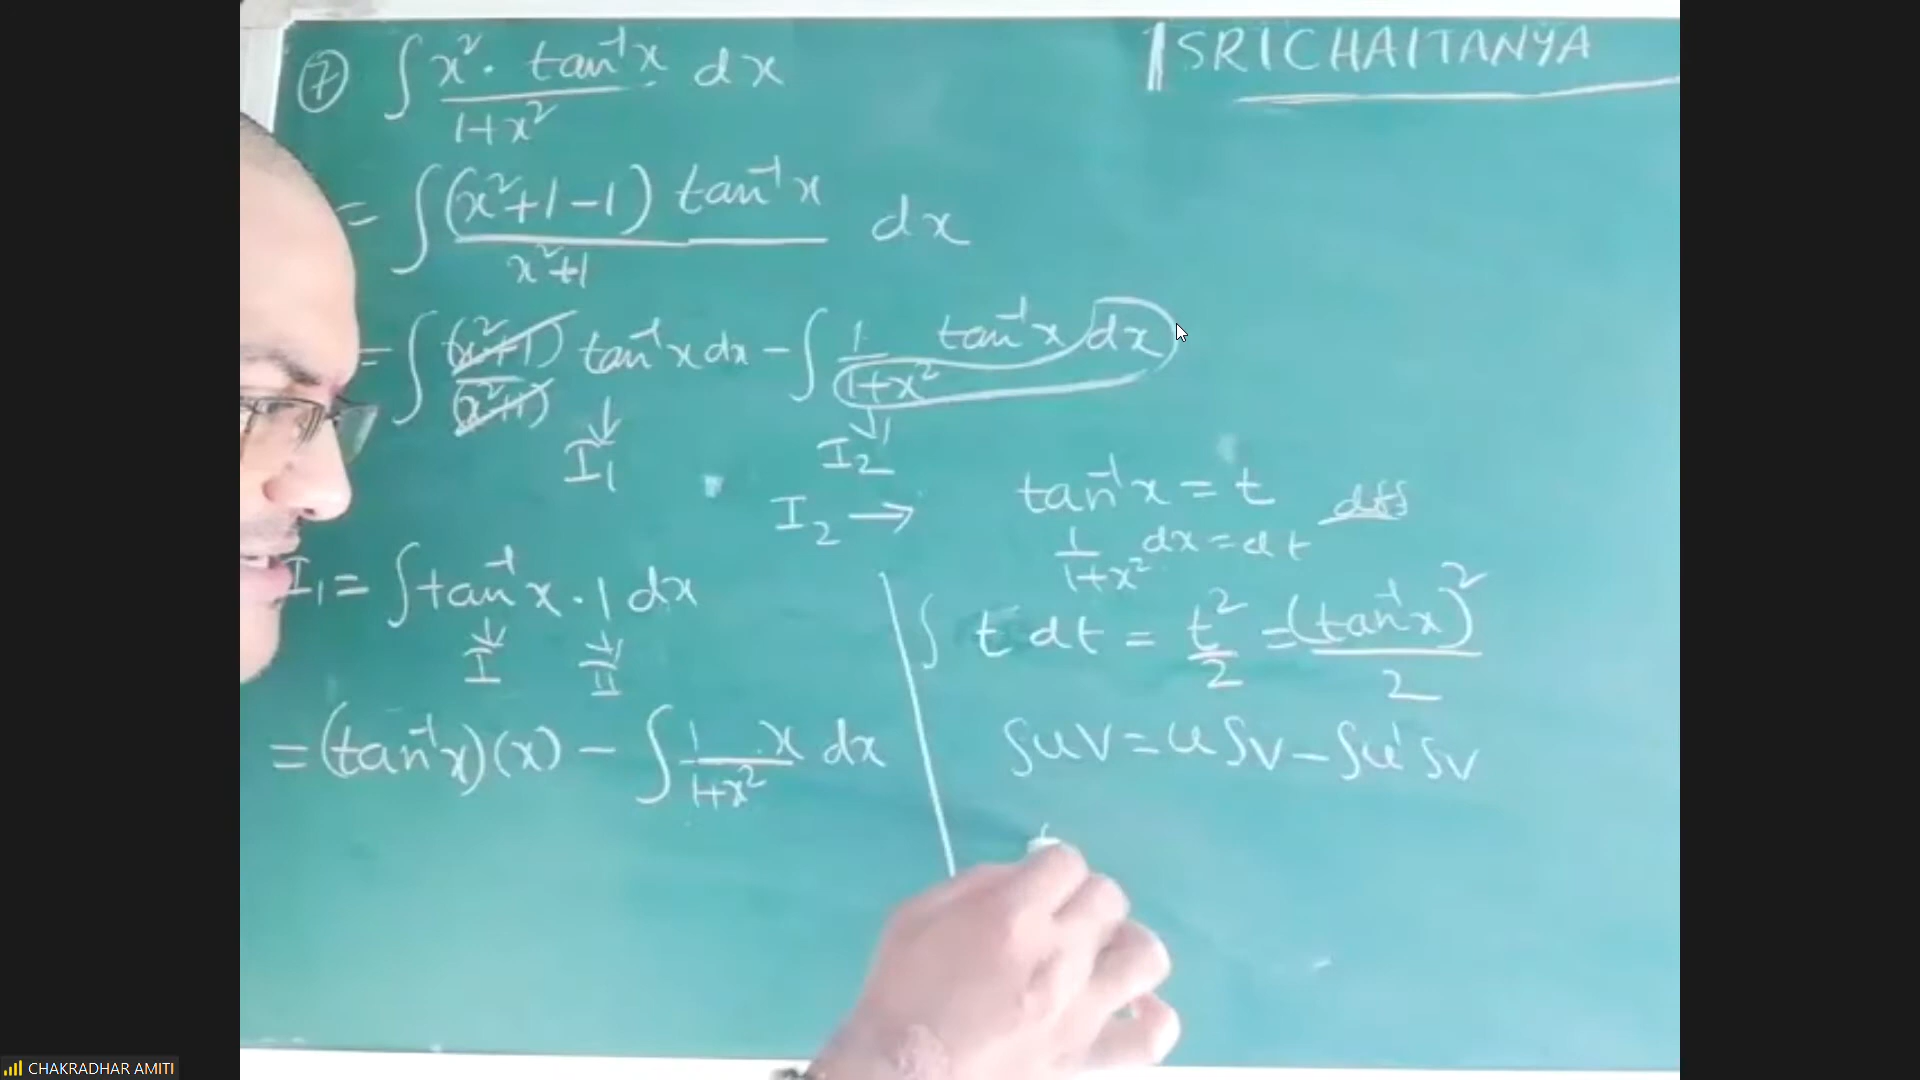 ⑦ ∫ x². tan⁻¹x / 1+x² dx
SRICHAITANYA
= ∫ (x²+1-1) tan⁻¹x / x²+1 dx
= ∫ (x²+1)/(x²+1) tan⁻¹x dx - ∫ 1/1+x² tan⁻¹x dx
↓ I₁ ↓ I₂
I₂ → tan⁻¹x = t diff
1/1+x² dx = dt
I₁ = ∫ tan⁻¹x . 1 dx
↓ I ↓ II
∫ t dt = t²/2 = (tan⁻¹x)²/2
= (tan⁻¹x)(x) - ∫ 1/1+x² .x dx
∫uv = u∫v - ∫u'∫v
CHAKRADHAR AMITI